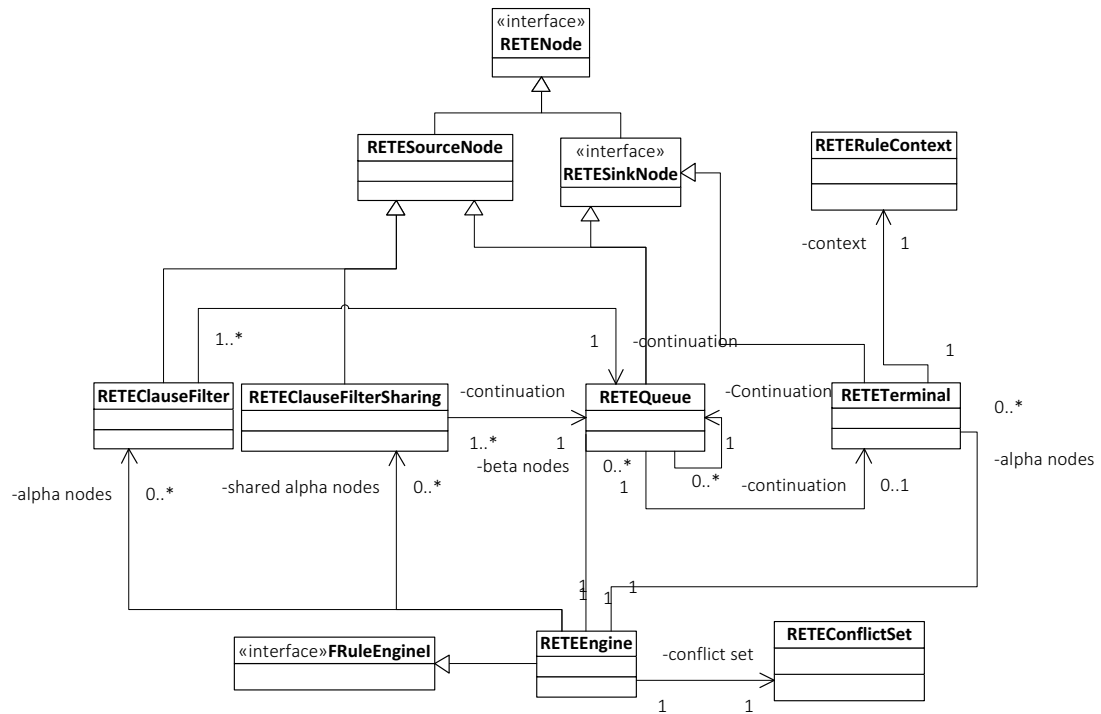 «interface»
RETENode
RETESourceNode
«interface»
RETESinkNode
RETERuleContext
-context
1
1..*
1
-continuation
1
RETEClauseFilter
RETEClauseFilterSharing
-continuation
RETEQueue
-Continuation
RETETerminal
0..*
1..*
1
1
-beta nodes
0..*
-alpha nodes
-alpha nodes
0..*
-shared alpha nodes
0..*
1
0..*
-continuation
0..1
1
1
1
1
«interface»FRuleEngineI
RETEEngine
RETEConflictSet
-conflict set
1
1